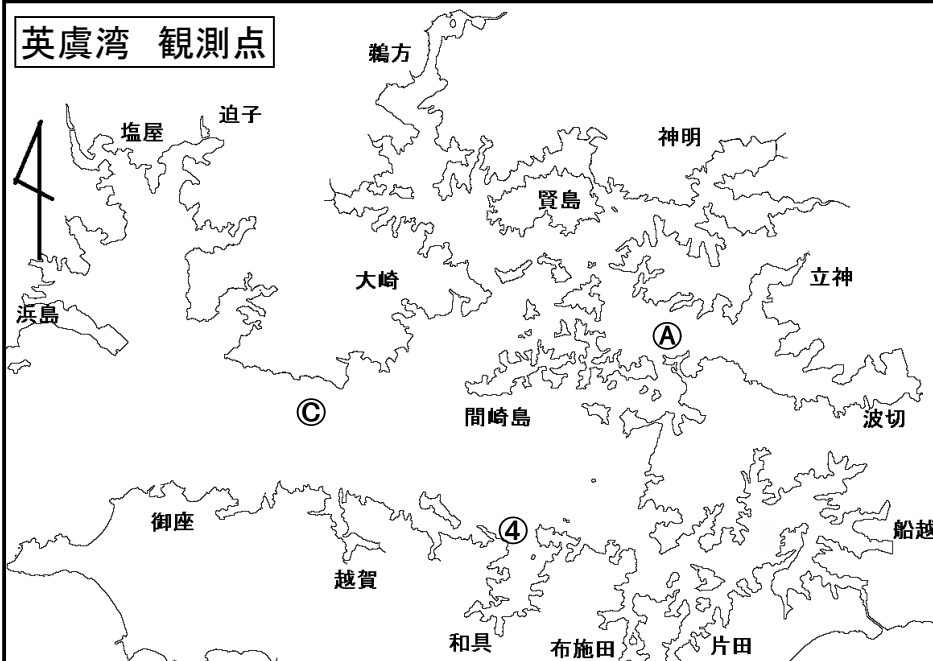 英虞湾　観測点
鵜方
迫子
塩屋
神明
賢島
大崎
立神
浜島
Ⓐ
Ⓒ
間崎島
波切
御座
④
船越
越賀
和具
布施田
片田